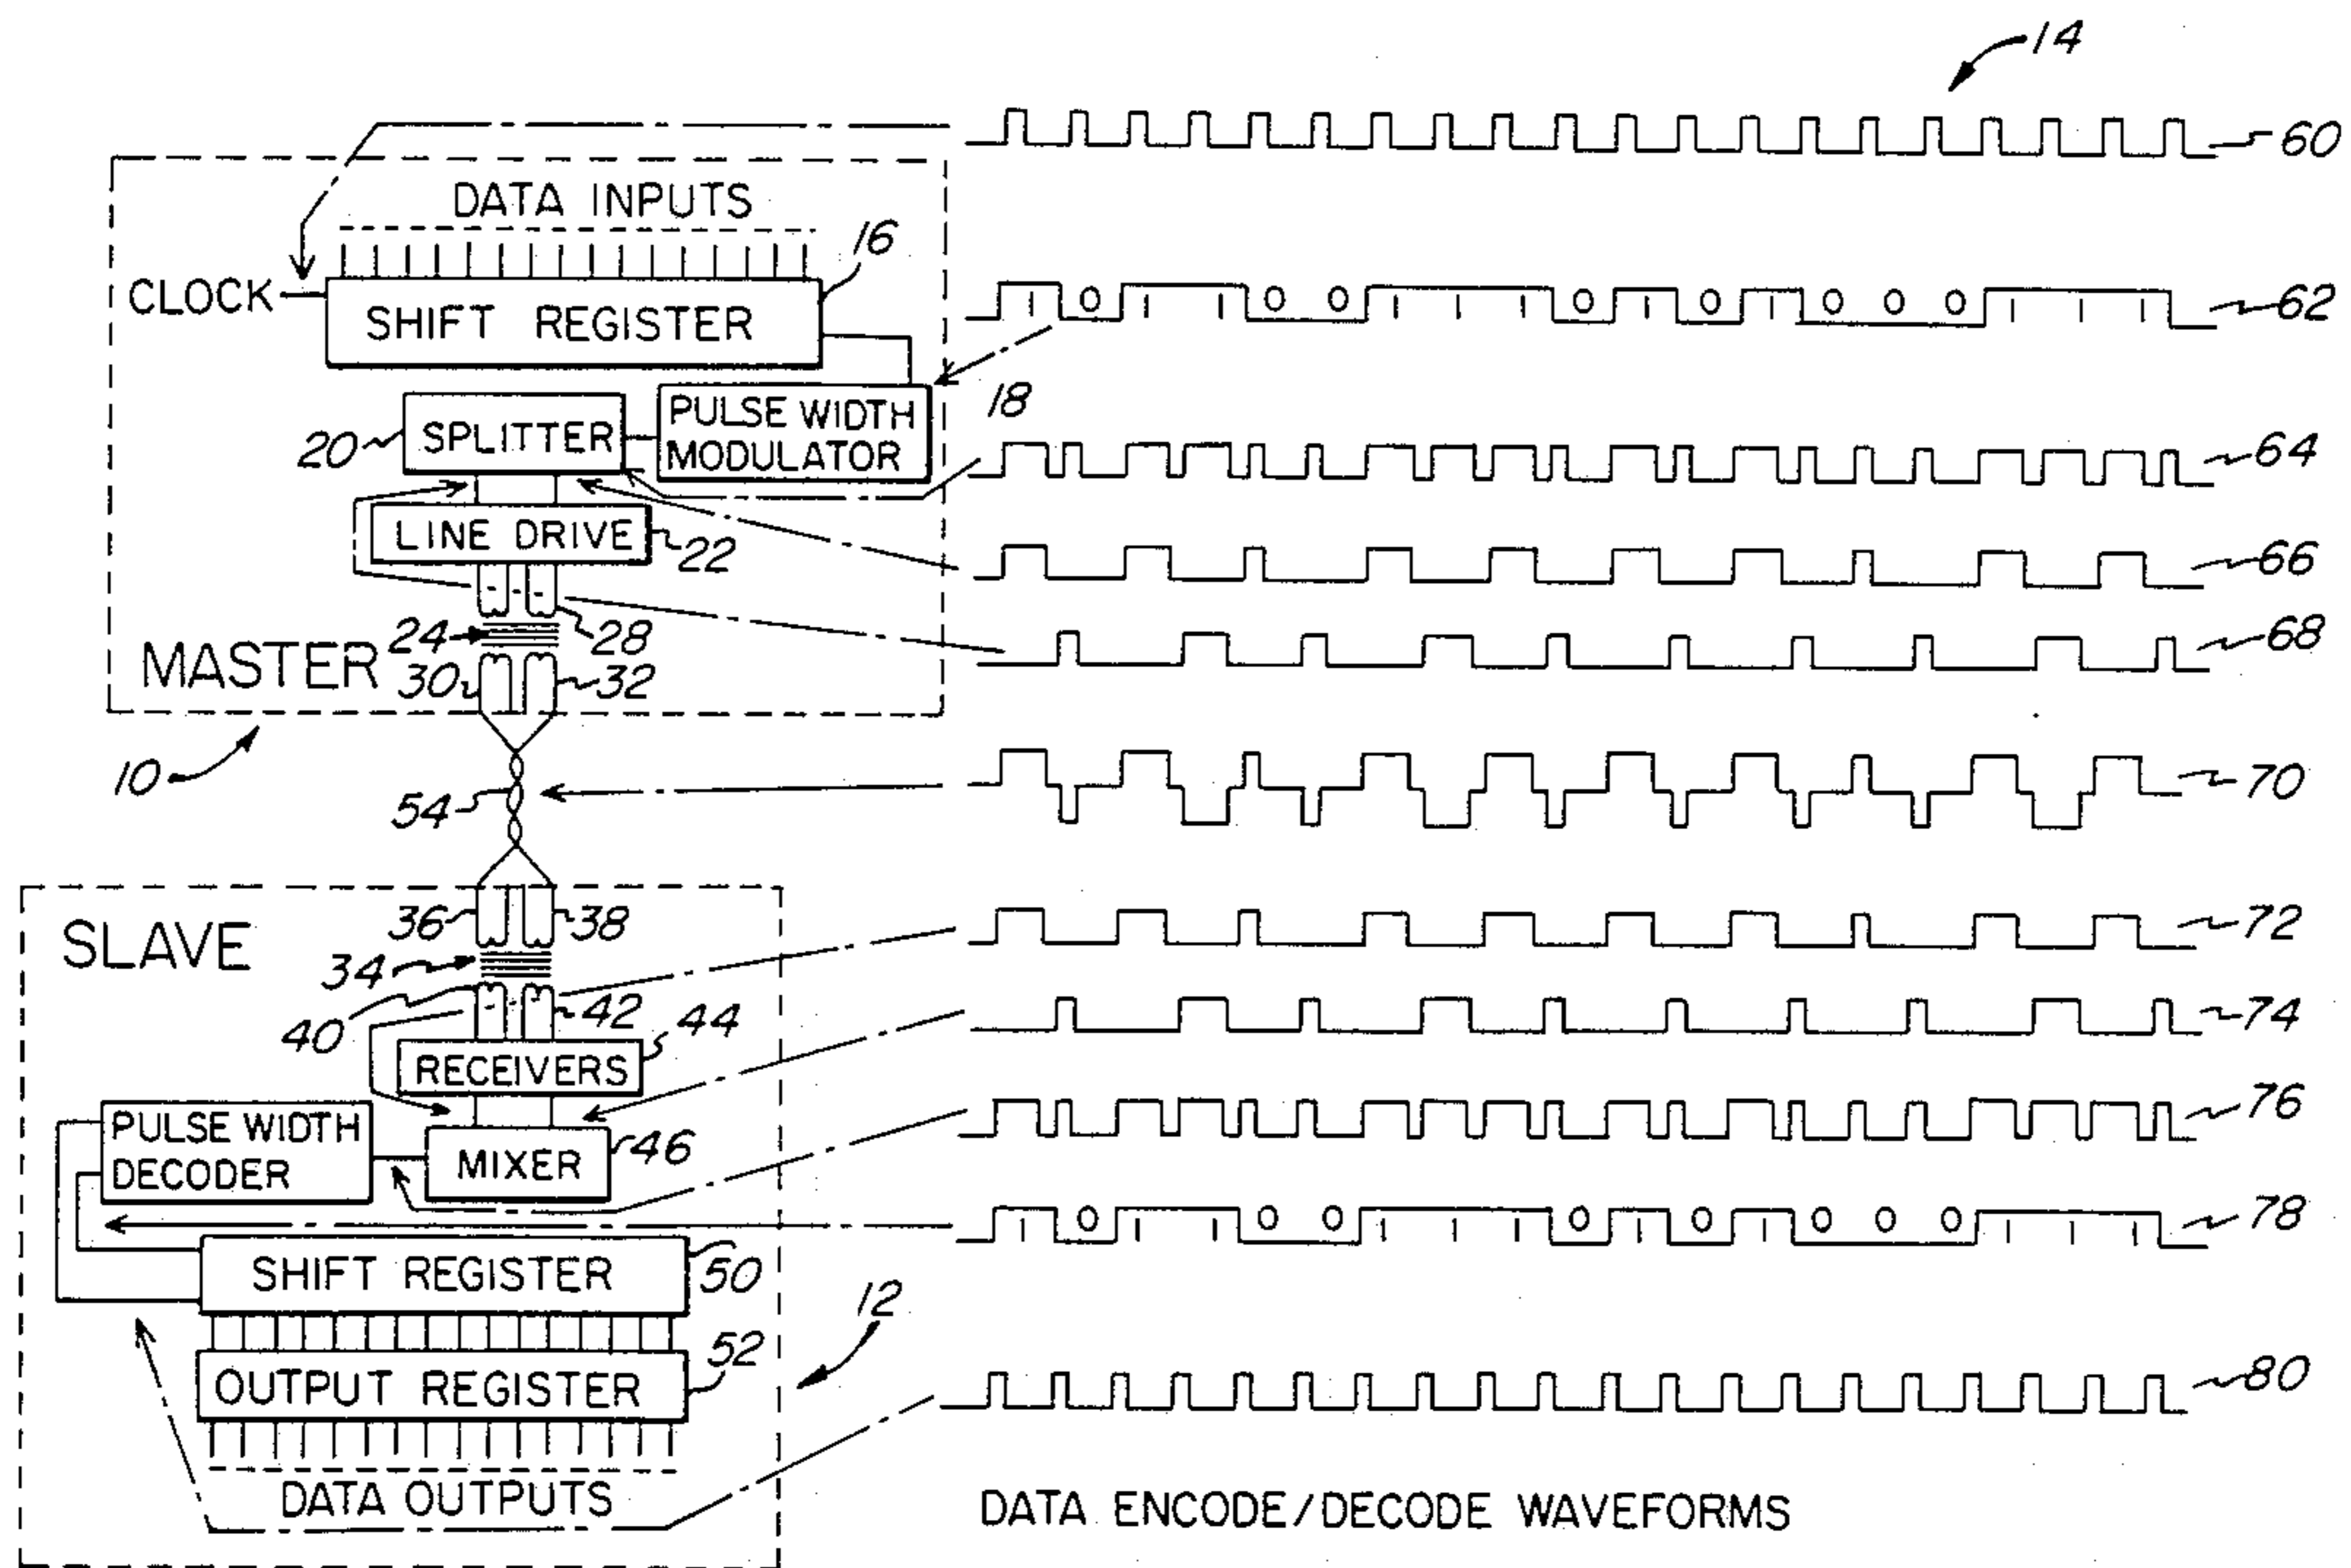 14
60
DATA INPUTS
16
CLOCK
SHIFT REGISTER
1 0 1 1 0 0 1 1 1 0 1 0 1 0 0 0 1 1 1
62
18
PULSE WIDTH
MODULATOR
SPLITTER
20
64
LINE DRIVE
22
66
24
28
68
MASTER
30
32
10
54
70
SLAVE
36
38
72
34
40
42
44
74
RECEIVERS
PULSE WIDTH
DECODER
MIXER
46
76
1 0 1 1 0 0 1 1 1 0 1 0 1 0 0 0 1 1 1
78
SHIFT REGISTER
50
12
OUTPUT REGISTER
52
80
DATA OUTPUTS
DATA ENCODE/DECODE WAVEFORMS